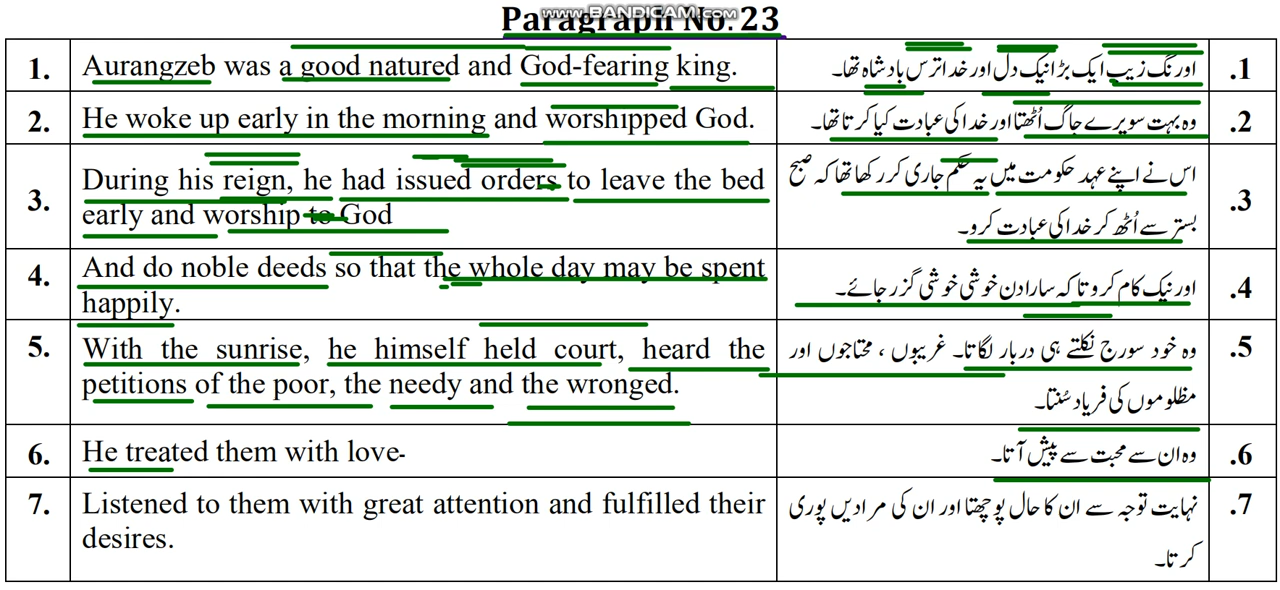 WWW.BANDICAM.COM
Paragraph No. 23
1. Aurangzeb was a good natured and God-fearing king. اورنگ زیب ایک بڑا نیک دل اور خدا ترس بادشاہ تھا۔ .1
2. He woke up early in the morning and worshipped God. وہ بہت سویرے جاگ اُٹھتا اور خدا کی عبادت کیا کرتا تھا۔ .2
3. During his reign, he had issued orders to leave the bed اس نے اپنے عہد حکومت میں یہ حکم جاری کر رکھا تھا کہ صبح .3
early and worship to God بستر سے اُٹھ کر خدا کی عبادت کرو۔
4. And do noble deeds so that the whole day may be spent اور نیک کام کرو تا کہ سارا دن خوشی خوشی گزر جائے۔ .4
happily.
5. With the sunrise, he himself held court, heard the وہ خود سورج نکلتے ہی دربار لگاتا۔ غریبوں ، محتاجوں اور .5
petitions of the poor, the needy and the wronged. مظلوموں کی فریاد سُنتا۔
6. He treated them with love- وہ ان سے محبت سے پیش آتا۔ .6
7. Listened to them with great attention and fulfilled their نہایت توجہ سے ان کا حال پوچھتا اور ان کی مرادیں پوری .7
desires. کرتا۔